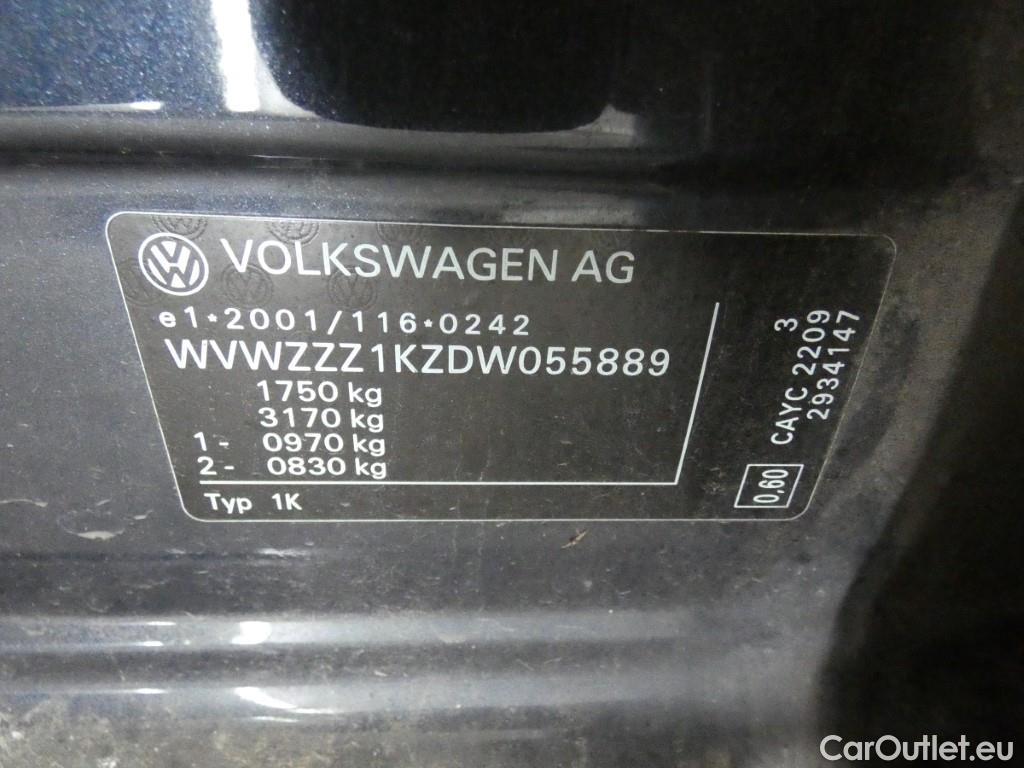 VOLKSWAGEN AG
e1*2001/116*0242
WVWZZZ1KZDW055889
1750 kg
3170 kg
1- 0970 kg
2- 0830 kg
Typ 1K
3
CAYC 2209
2934147
0,60
CarOutlet.eu